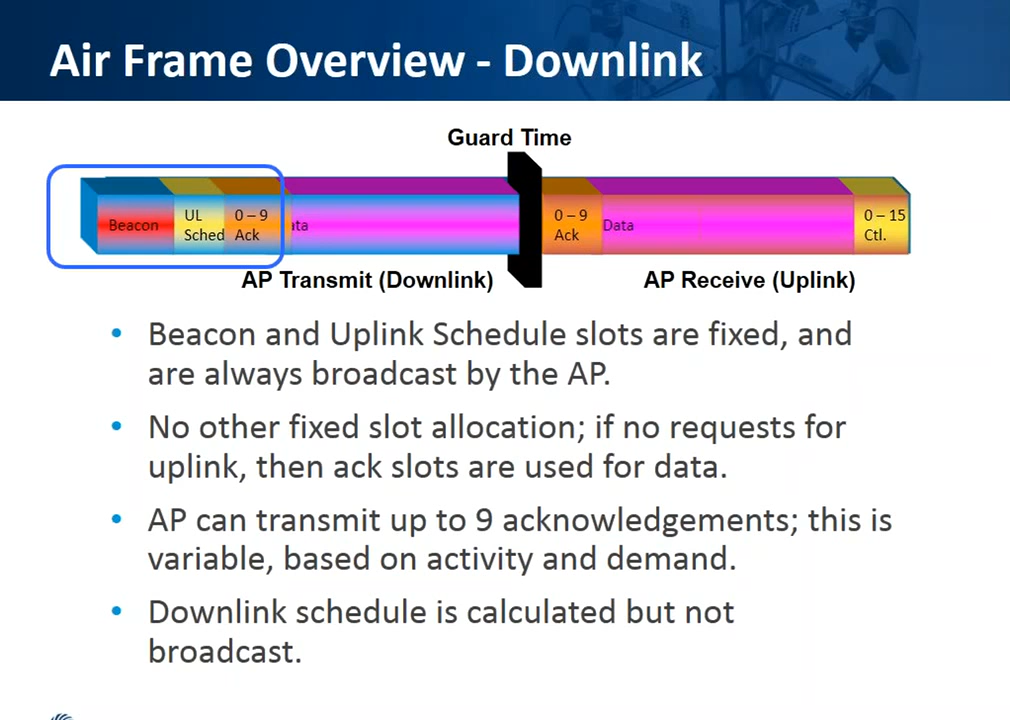 Air Frame Overview - Downlink
Guard Time
Beacon
UL
Sched
0 – 9
Ack
ata
0 – 9
Ack
Data
0 – 15
Ctl.
AP Transmit (Downlink)
AP Receive (Uplink)
• Beacon and Uplink Schedule slots are fixed, and
are always broadcast by the AP.
• No other fixed slot allocation; if no requests for
uplink, then ack slots are used for data.
• AP can transmit up to 9 acknowledgements; this is
variable, based on activity and demand.
• Downlink schedule is calculated but not
broadcast.